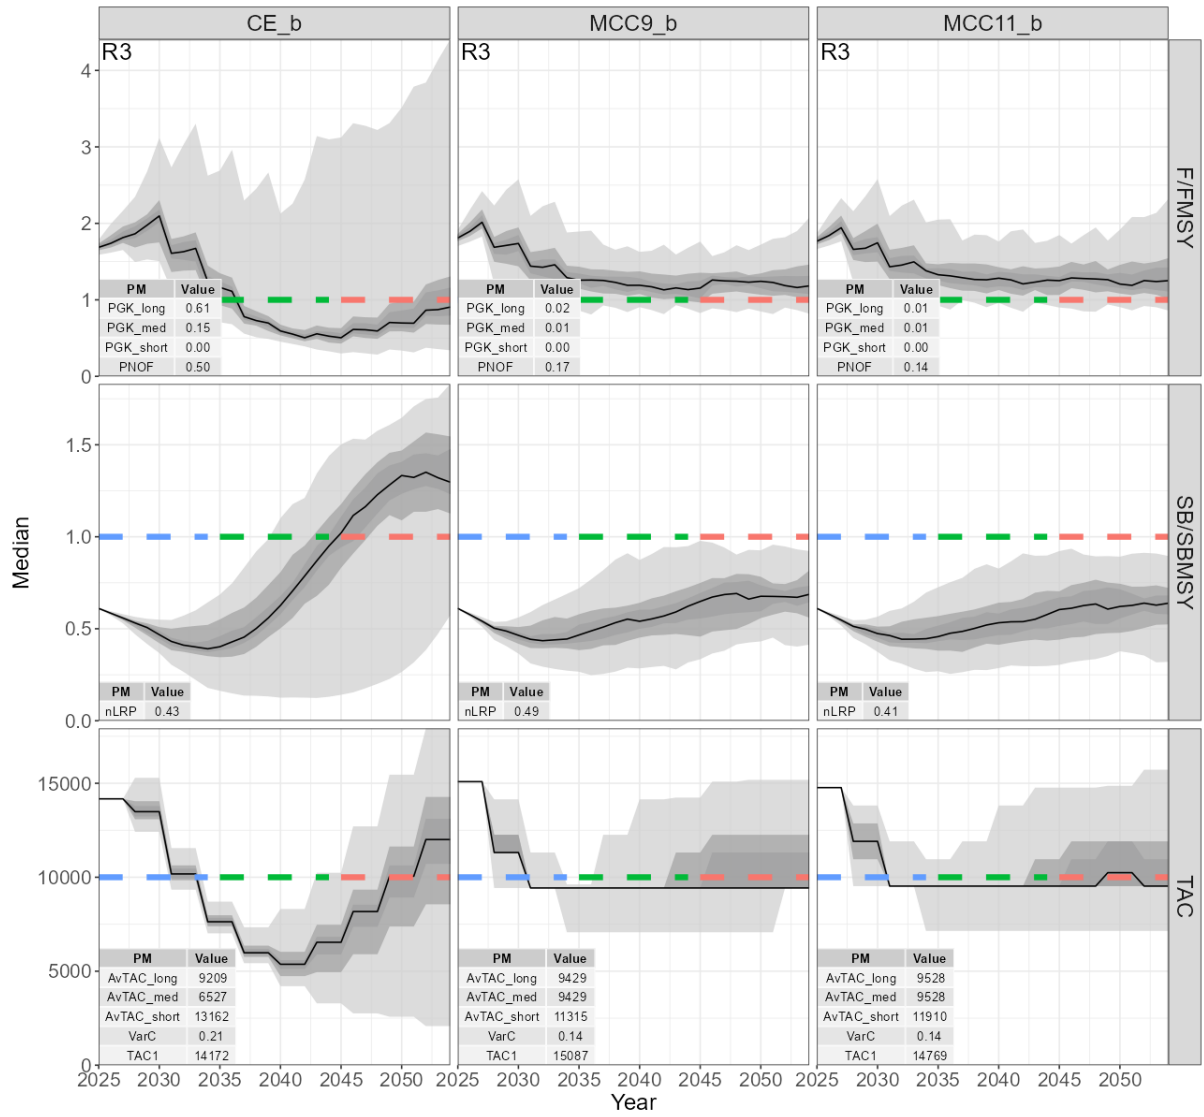 CE_b MCC9_b MCC11_b
R3 R3 R3
4
3
2
1
0
F/FMSY
PM Value
PGK_long 0.61
PGK_med 0.15
PGK_short 0.00
PNOF 0.50
PM Value
PGK_long 0.02
PGK_med 0.01
PGK_short 0.00
PNOF 0.17
PM Value
PGK_long 0.01
PGK_med 0.01
PGK_short 0.00
PNOF 0.14
Median
1.5
1.0
0.5
0.0
SB/SBMSY
PM Value
nLRP 0.43
PM Value
nLRP 0.49
PM Value
nLRP 0.41
15000
10000
5000
0
TAC
PM Value
AvTAC_long 9209
AvTAC_med 6527
AvTAC_short 13162
VarC 0.21
TAC1 14172
PM Value
AvTAC_long 9429
AvTAC_med 9429
AvTAC_short 11315
VarC 0.14
TAC1 15087
PM Value
AvTAC_long 9528
AvTAC_med 9528
AvTAC_short 11910
VarC 0.14
TAC1 14769
2025 2030 2035 2040 2045 2050 2025 2030 2035 2040 2045 2050 2025 2030 2035 2040 2045 2050
Year